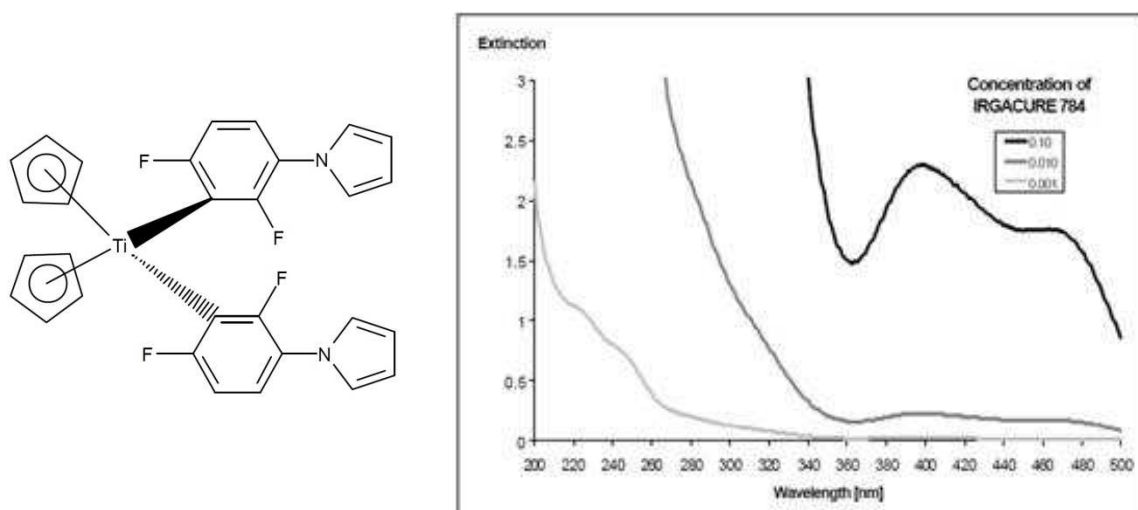 F
N
F
Ti
F
F
N
Extinction
3
2.5
2
1.5
1
0.5
0
200 220 240 260 280 300 320 340 360 380 400 420 440 460 480 500
Wavelength [nm]
Concentration of
IRGACURE 784
0.10
0.010
0.001